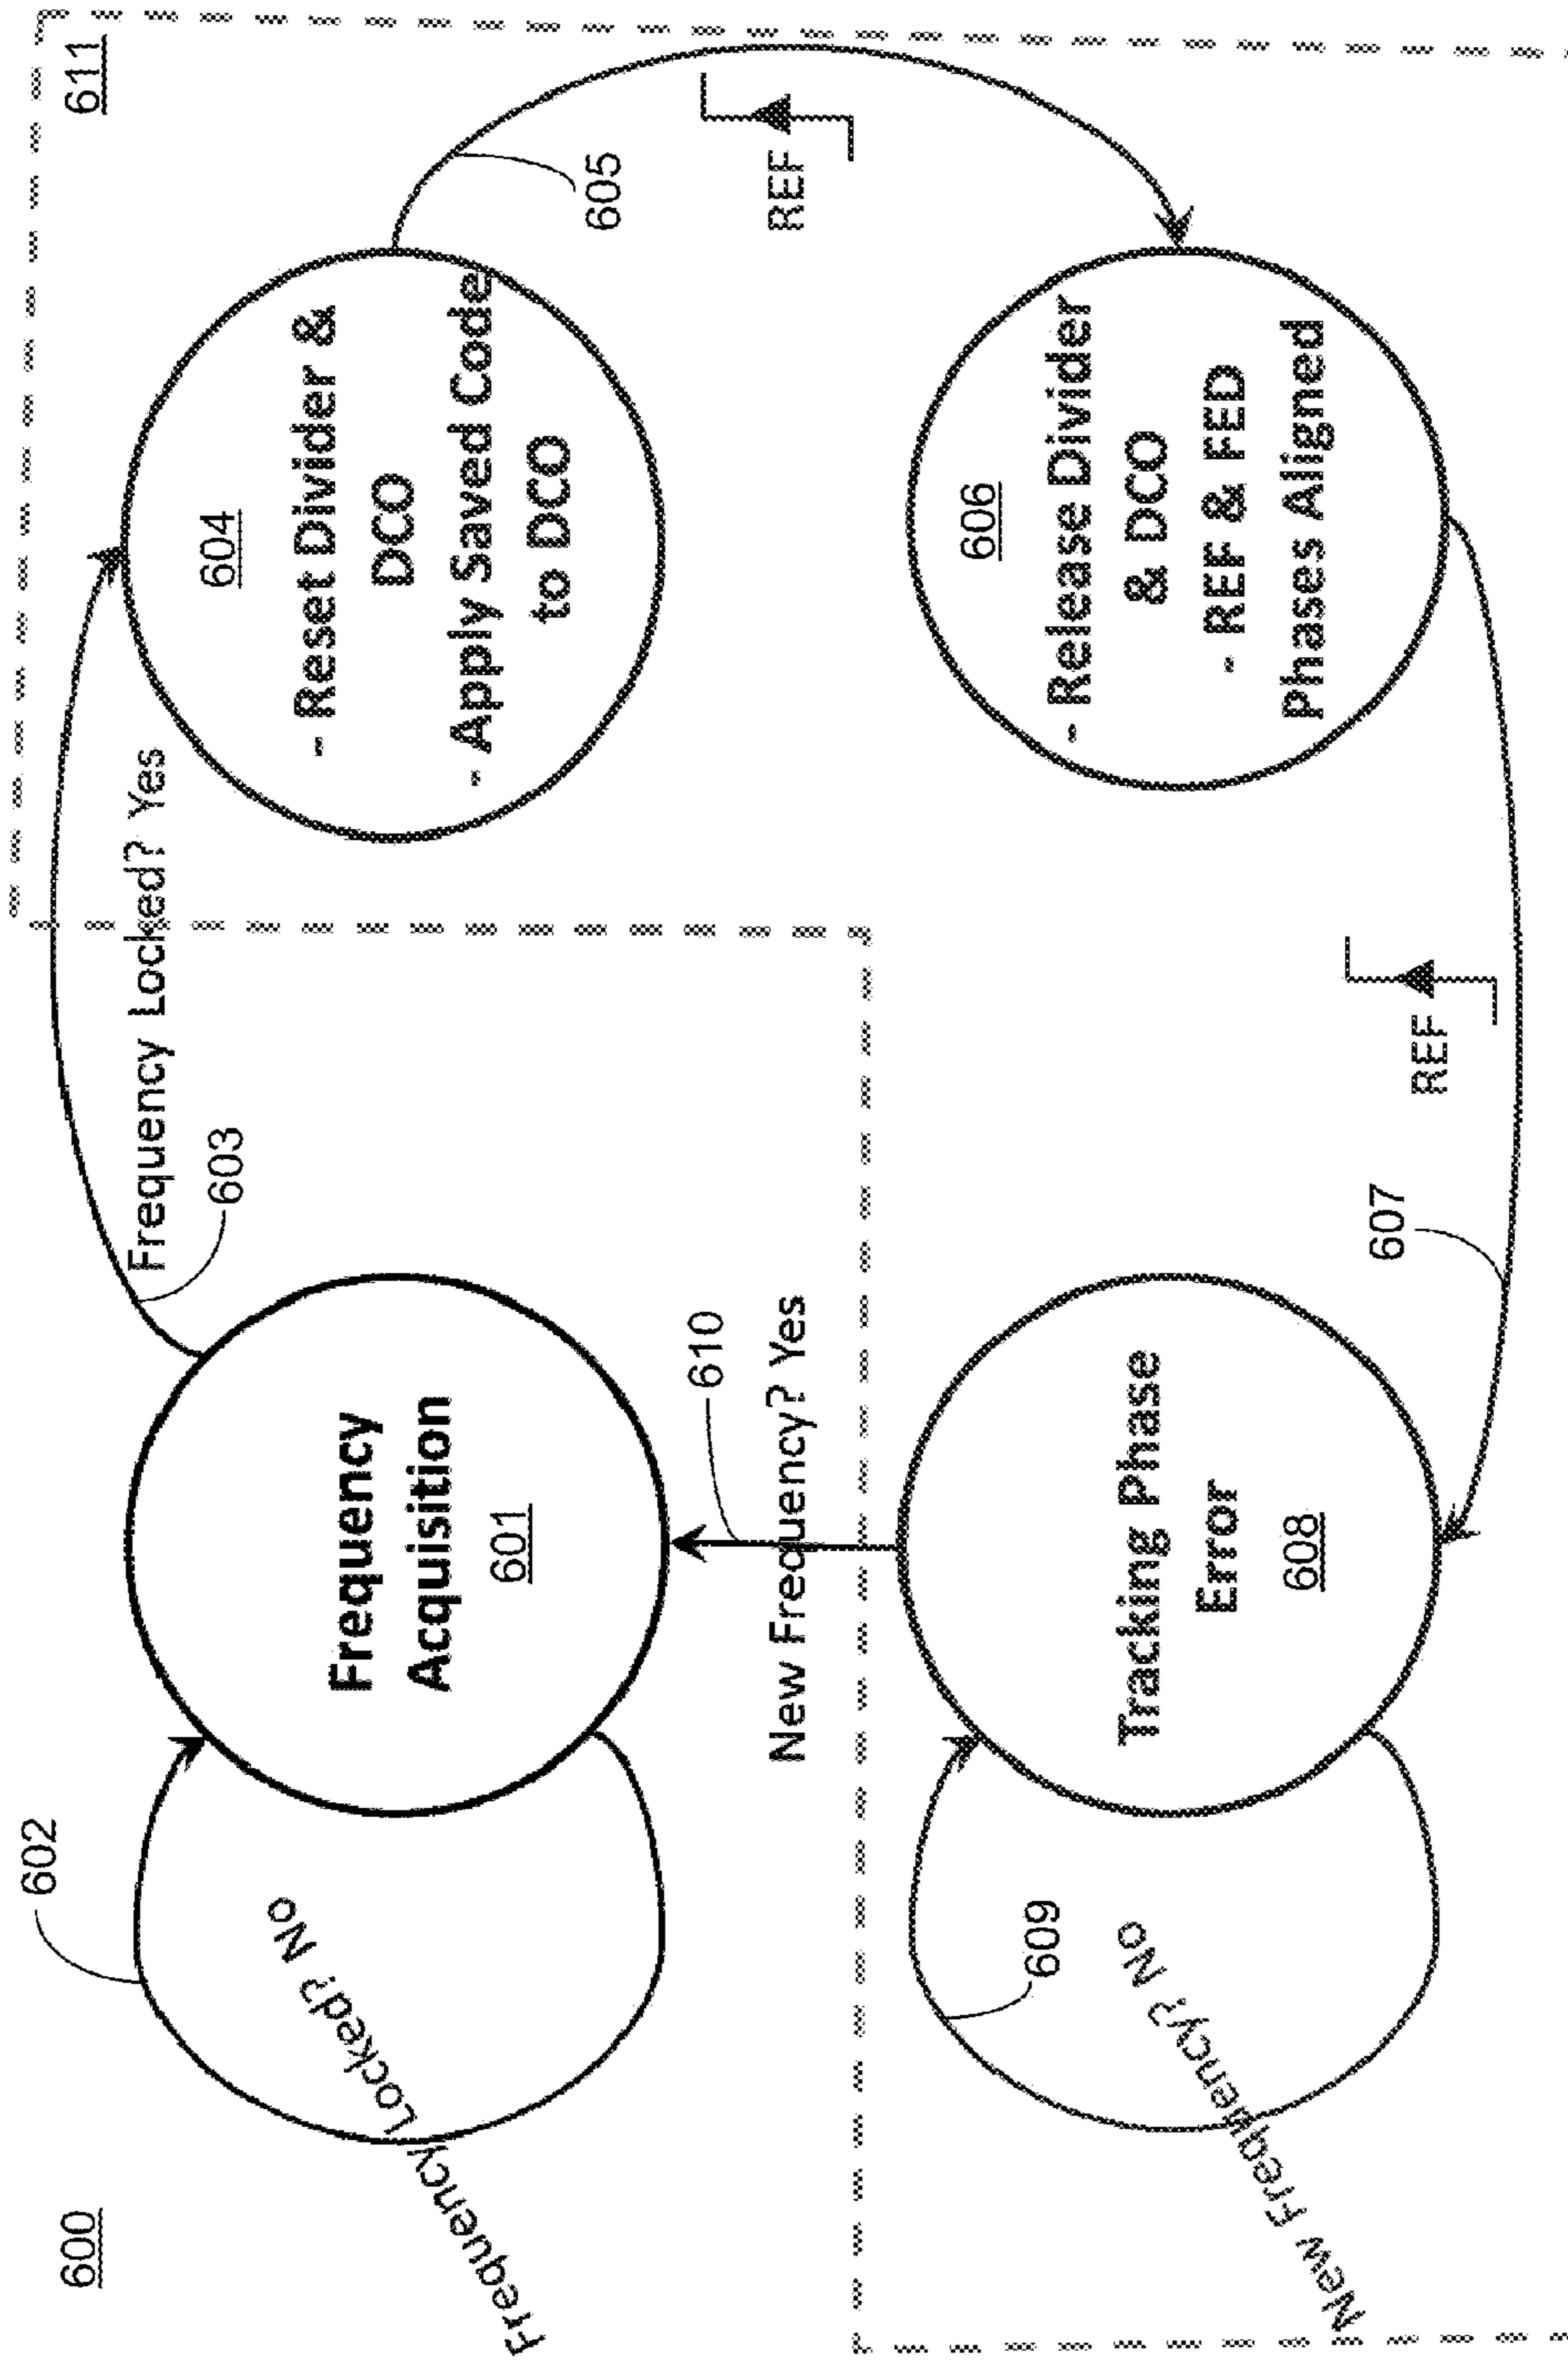 600
602
Frequency Locked? No
Frequency
Acquisition
601
Frequency Locked? Yes
603
611
604
- Reset Divider &
DCO
- Apply Saved Code
to DCO
605
REF
610
New Frequency? Yes
606
- Release Divider
& DCO
- REF & FED
Phases Aligned
REF
607
Tracking Phase
Error
608
609
New Frequency? No